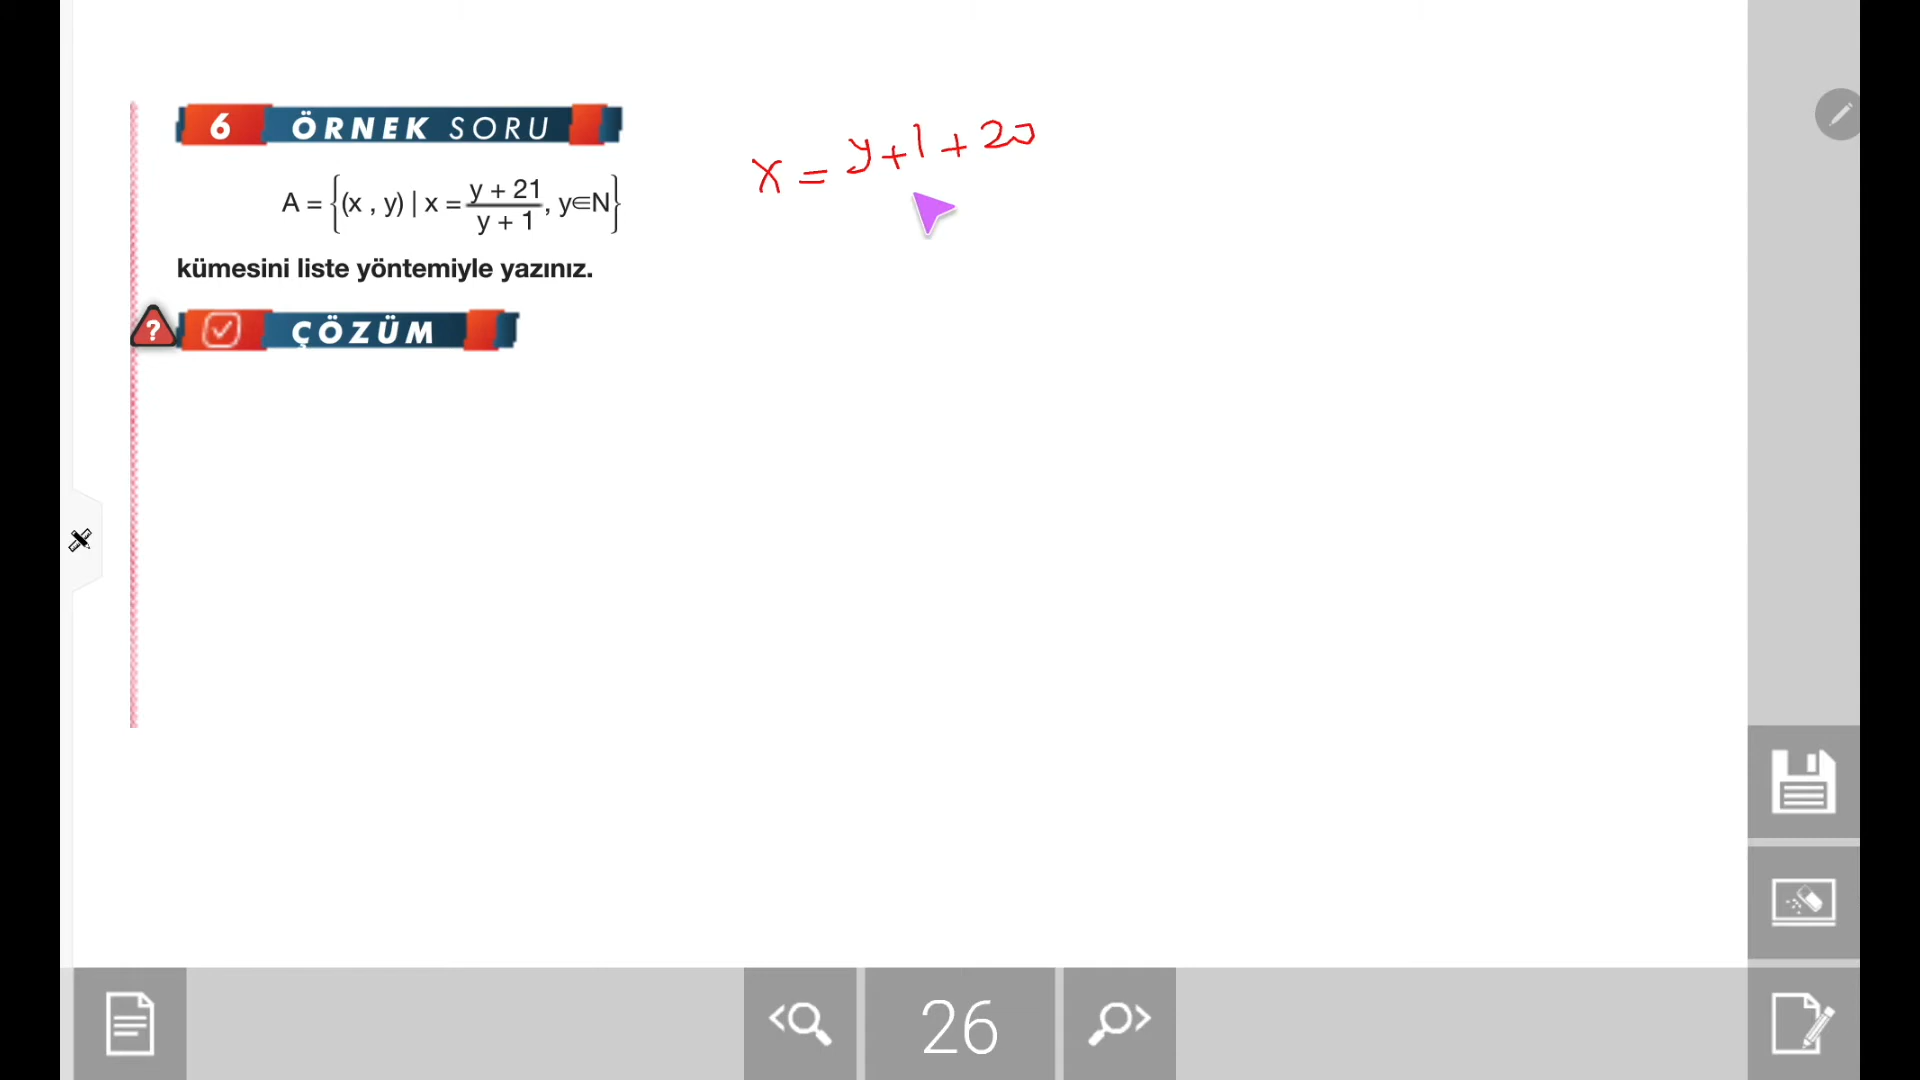 6 ÖRNEK SORU
A = {(x , y) | x = y + 21 / y + 1 , y∈N}
kümesini liste yöntemiyle yazınız.
? ÇÖZÜM
x = y+1+20
26